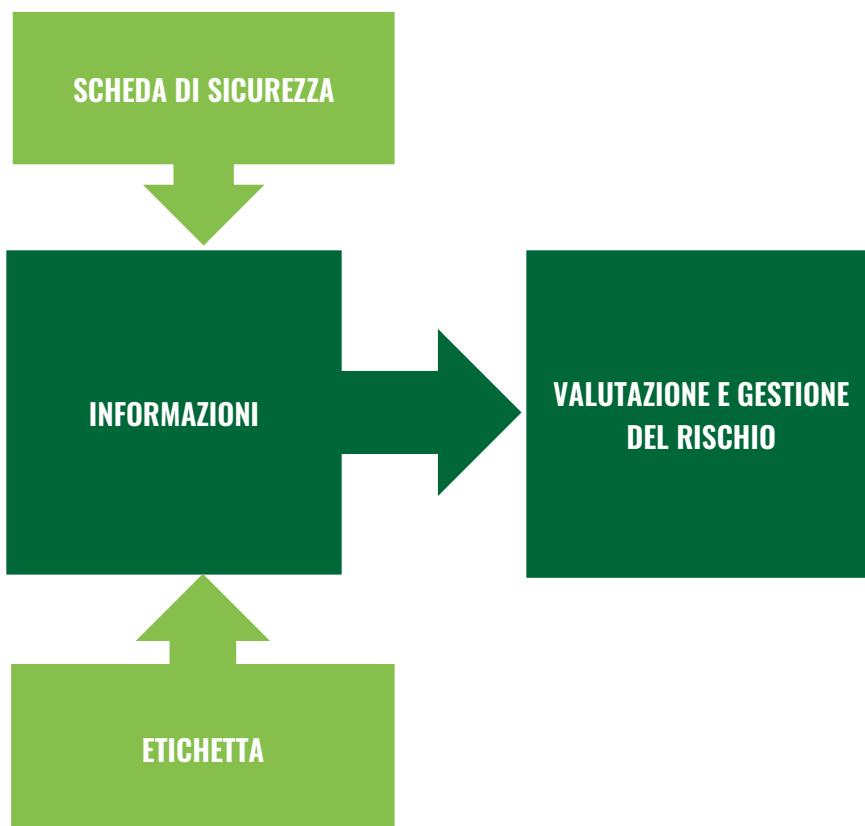 SCHEDA DI SICUREZZA
INFORMAZIONI
VALUTAZIONE E GESTIONE
DEL RISCHIO
ETICHETTA